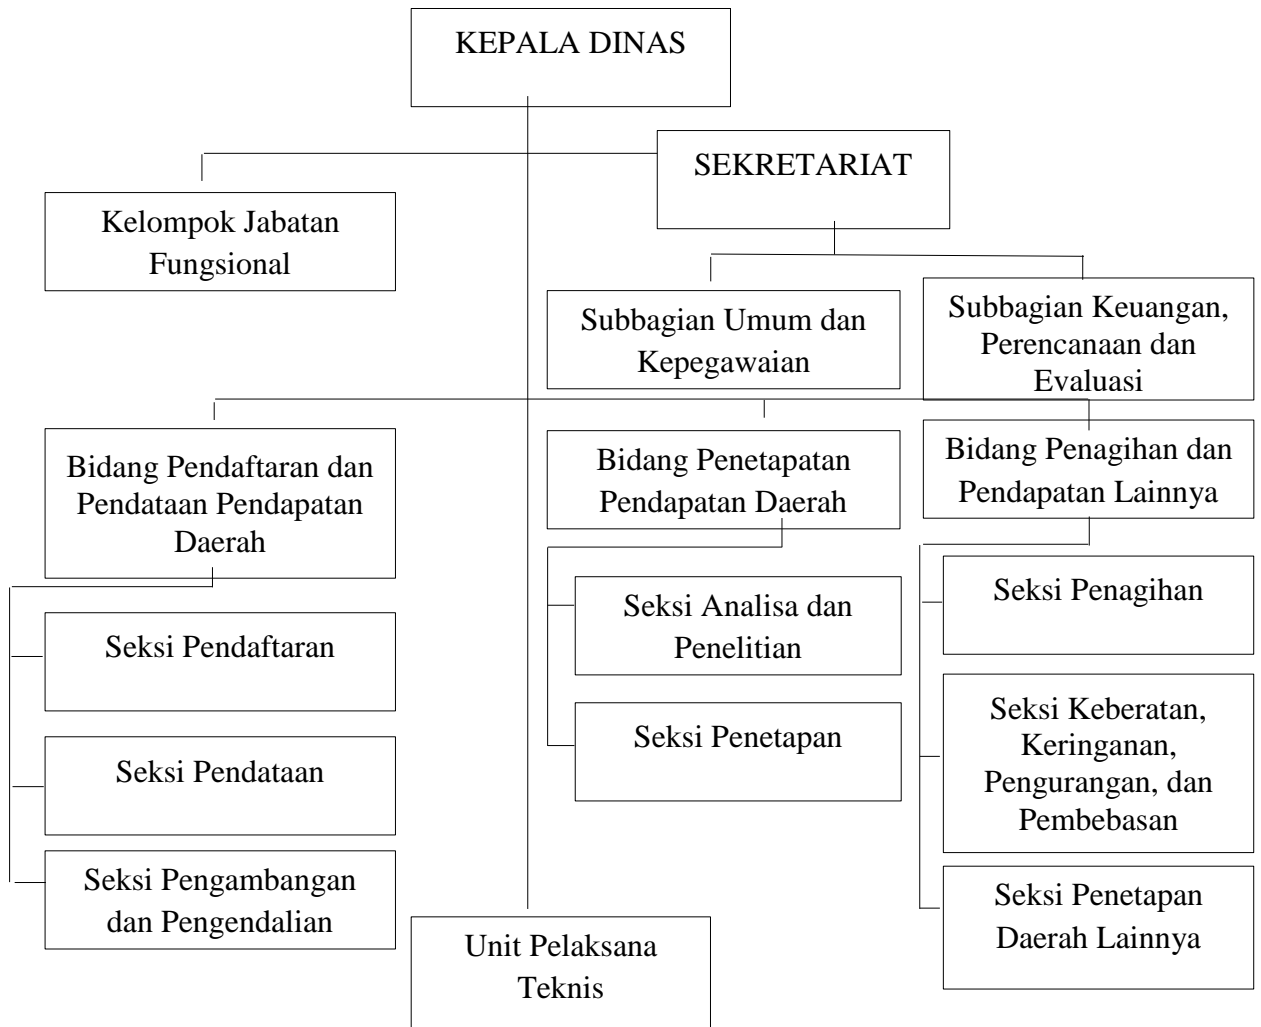 KEPALA DINAS
SEKRETARIAT
Kelompok Jabatan
Fungsional
Subbagian Umum dan
Kepegawaian
Subbagian Keuangan,
Perencanaan dan
Evaluasi
Bidang Pendaftaran dan
Pendataan Pendapatan
Daerah
Bidang Penetapatan
Pendapatan Daerah
Bidang Penagihan dan
Pendapatan Lainnya
Seksi Pendaftaran
Seksi Pendataan
Seksi Pengambangan
dan Pengendalian
Seksi Analisa dan
Penelitian
Seksi Penetapan
Seksi Penagihan
Seksi Keberatan,
Keringanan,
Pengurangan, dan
Pembebasan
Seksi Penetapan
Daerah Lainnya
Unit Pelaksana
Teknis